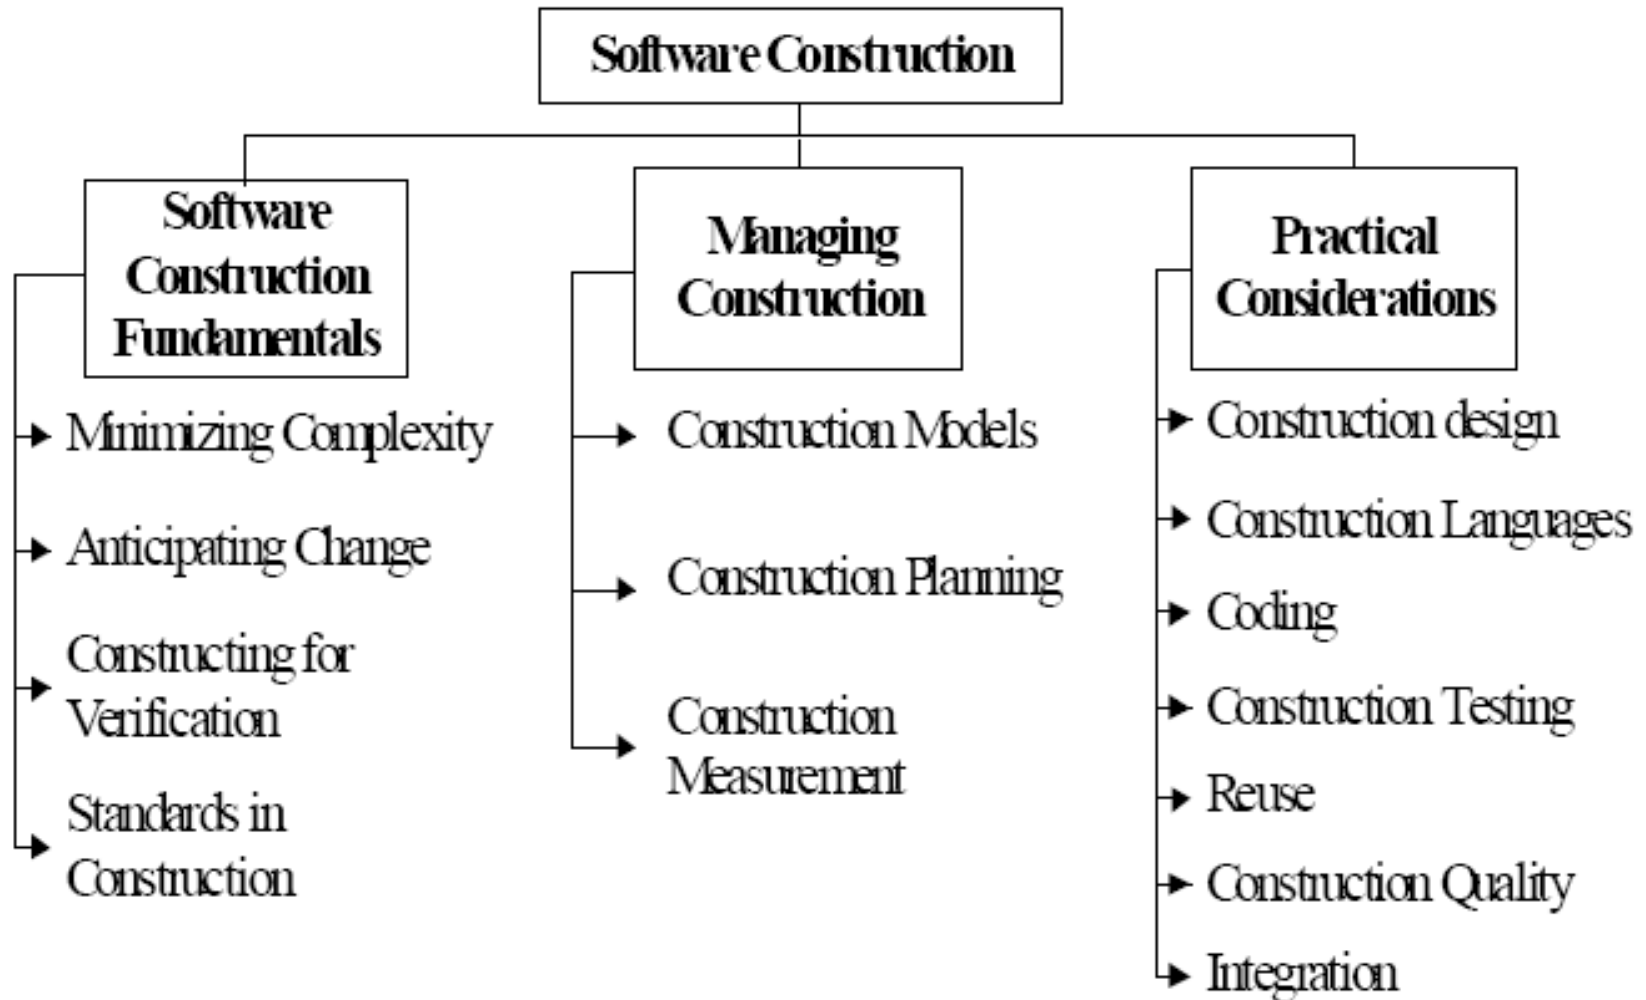 Software Construction
Software
Construction
Fundamentals
Minimizing Complexity
Anticipating Change
Constructing for
Verification
Standards in
Construction
Managing
Construction
Construction Models
Construction Planning
Construction
Measurement
Practical
Considerations
Construction design
Construction Languages
Coding
Construction Testing
Reuse
Construction Quality
Integration